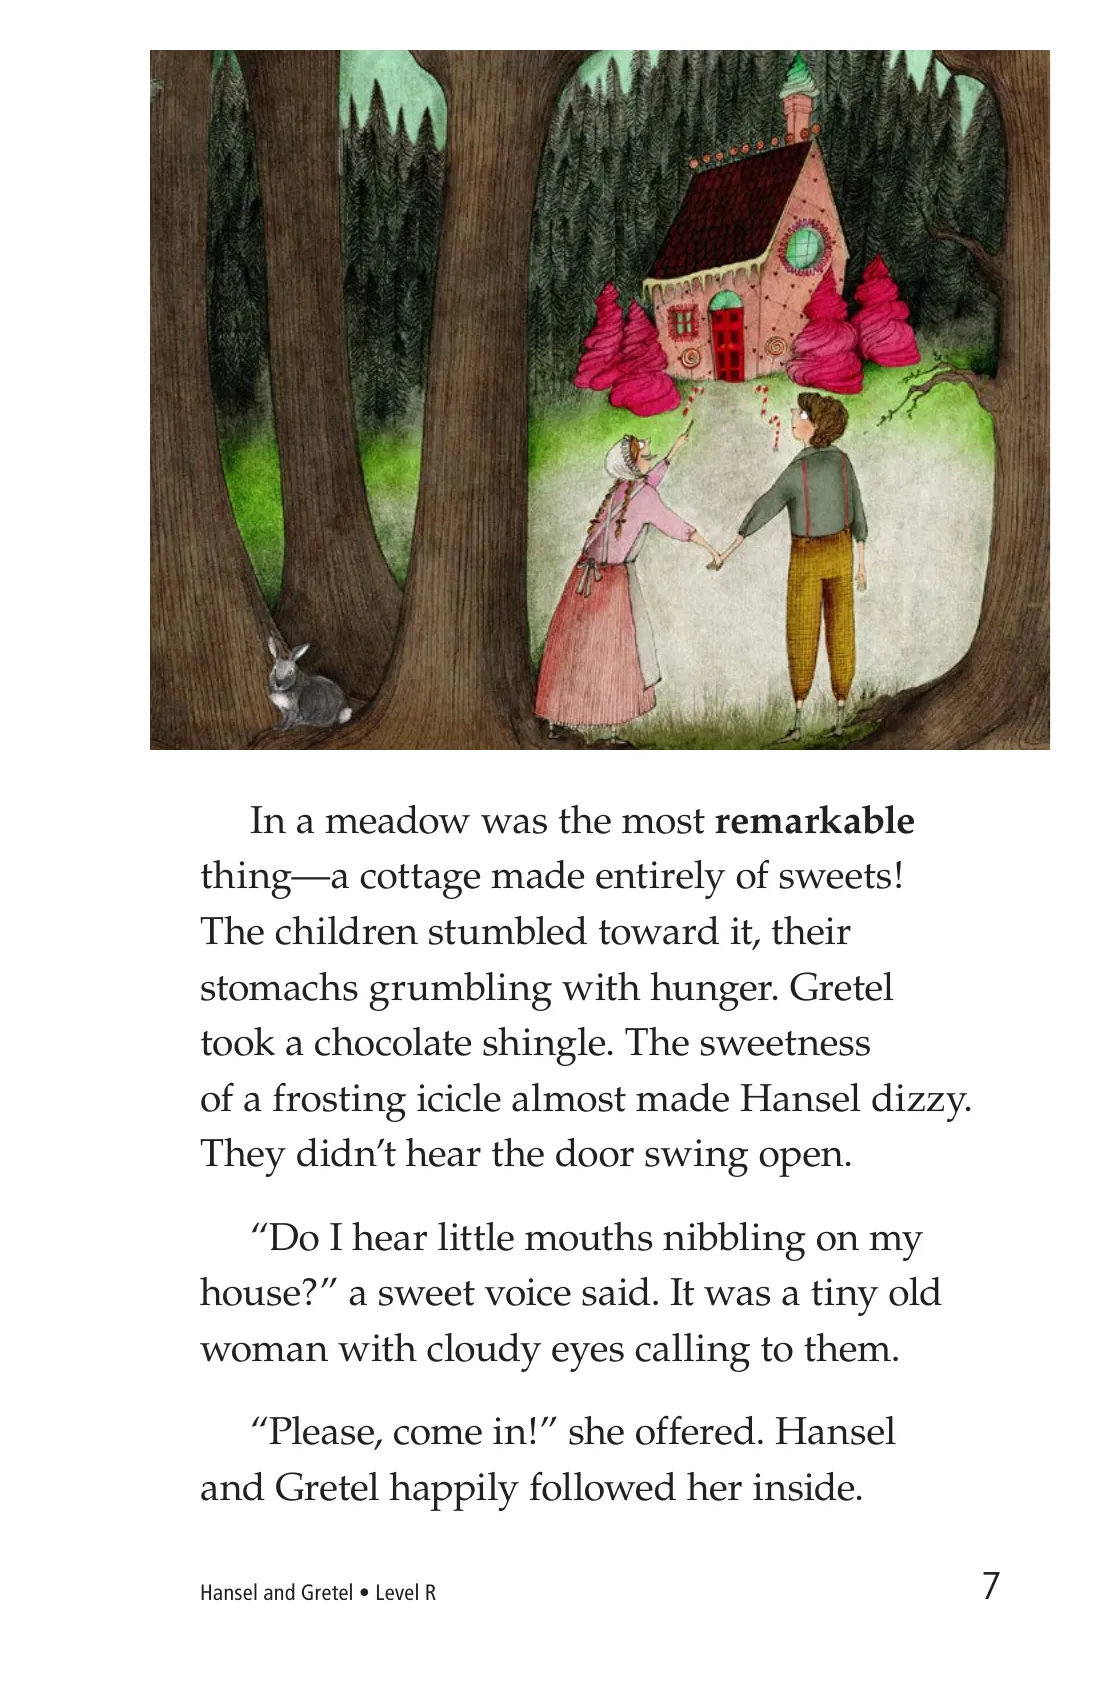 In a meadow was the most remarkable
thing—a cottage made entirely of sweets!
The children stumbled toward it, their
stomachs grumbling with hunger. Gretel
took a chocolate shingle. The sweetness
of a frosting icicle almost made Hansel dizzy.
They didn’t hear the door swing open.
“Do I hear little mouths nibbling on my
house?” a sweet voice said. It was a tiny old
woman with cloudy eyes calling to them.
“Please, come in!” she offered. Hansel
and Gretel happily followed her inside.
Hansel and Gretel • Level R
7